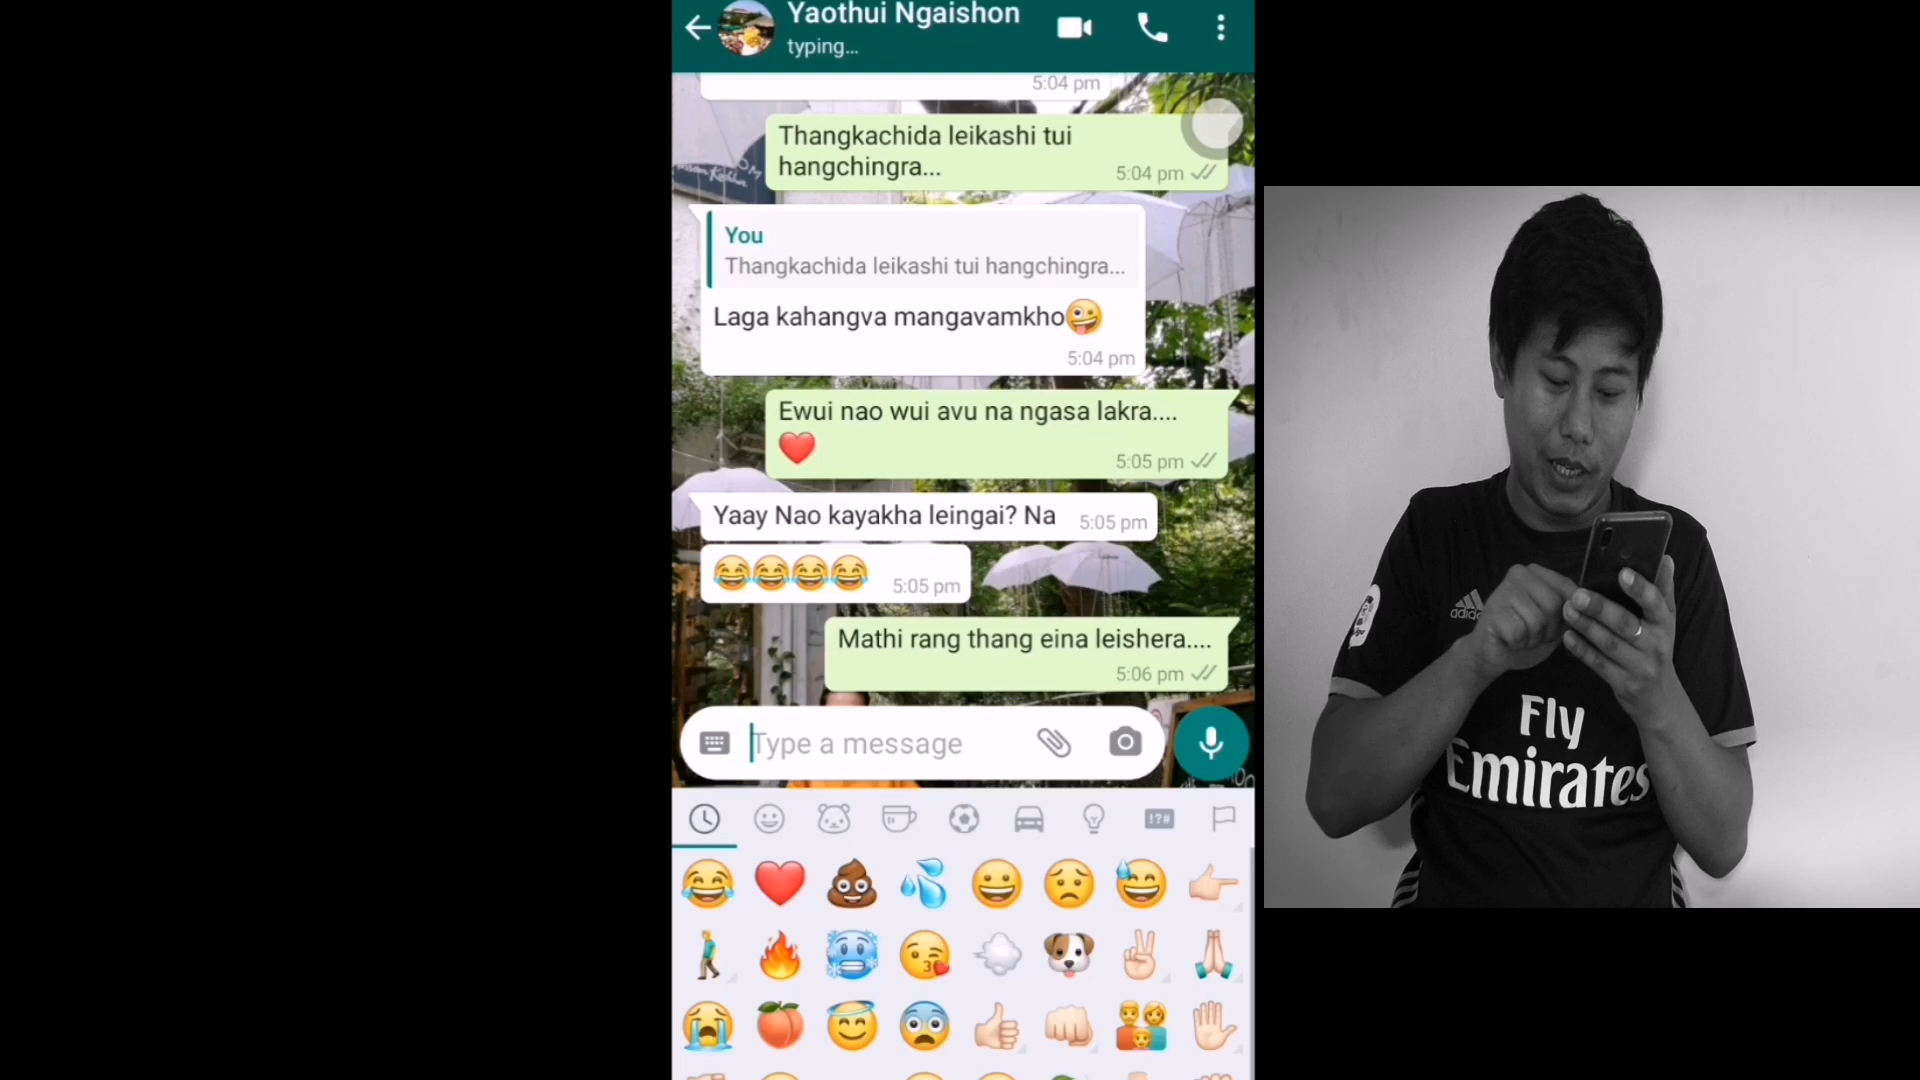 Yaothui Ngaishon
typing...
5:04 pm
Thangkachida leikashi tui
hangchingra...
5:04 pm
You
Thangkachida leikashi tui hangchingra...
Laga kahangva mangavamkho🤪
5:04 pm
Ewui nao wui avu na ngasa lakra....
❤️
5:05 pm
Yaay Nao kayakha leingai? Na
5:05 pm
😂😂😂😂
5:05 pm
Mathi rang thang eina leishera....
5:06 pm
Type a message
!?#
adidas
Fly
Emirates